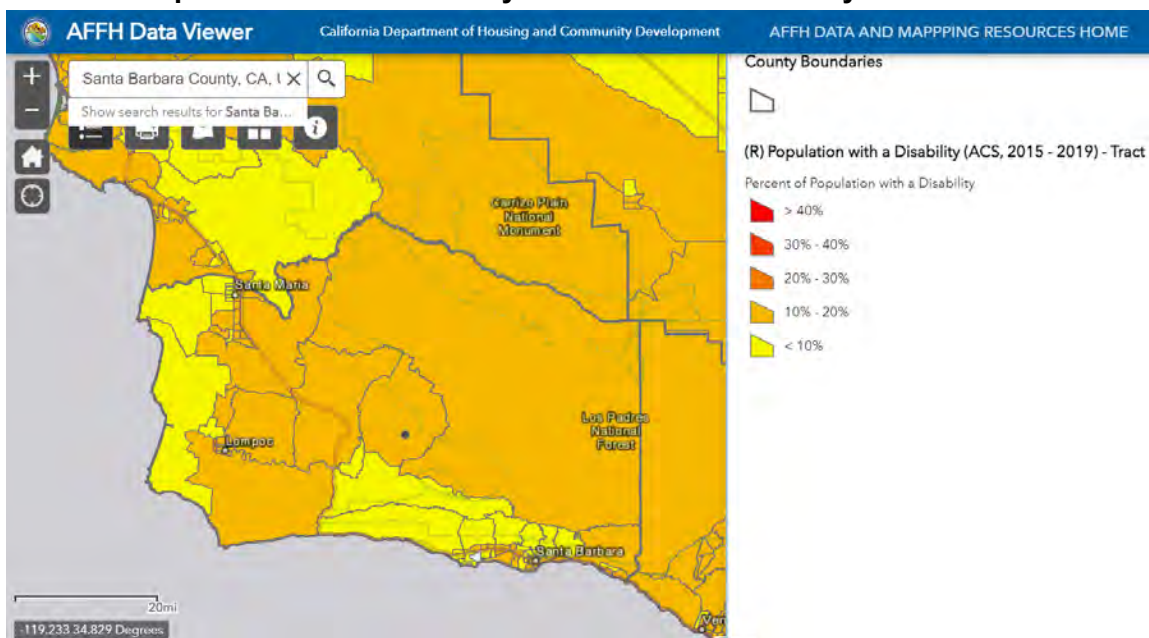 AFFH Data Viewer
California Department of Housing and Community Development
AFFH DATA AND MAPPPING RESOURCES HOME
Santa Barbara County, CA, U
Show search results for Santa Ba...
County Boundaries
(R) Population with a Disability (ACS, 2015 - 2019) - Tract
Percent of Population with a Disability
> 40%
30% - 40%
20% - 30%
10% - 20%
< 10%
Carrizo Plain
National
Monument
Santa Maria
Los Padres
National
Forest
Lompoc
Santa Barbara
Ven
20mi
-119.233 34.829 Degrees